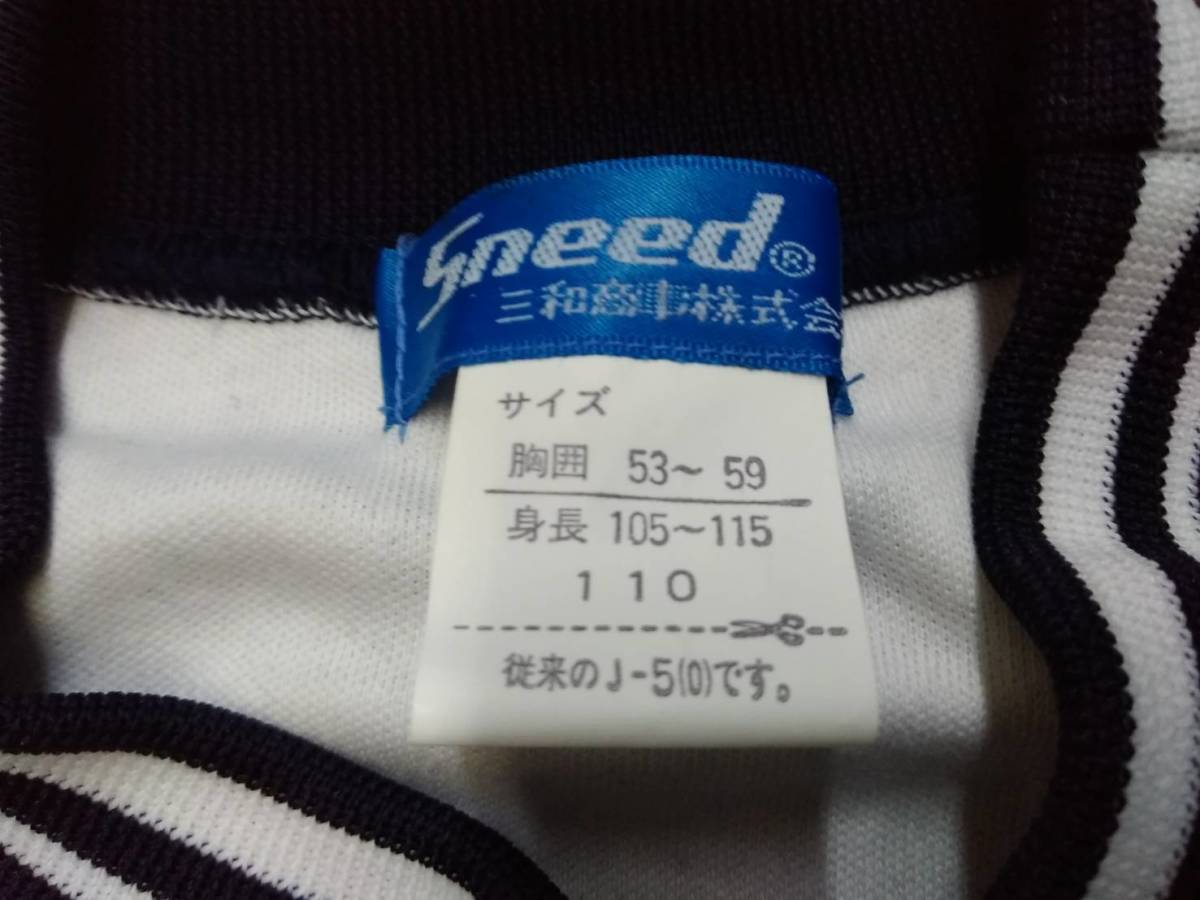 Sneed®
三和商事株式会
サイズ
胸囲 53～59
身長 105～115
110
従来のJ-5(0)です。